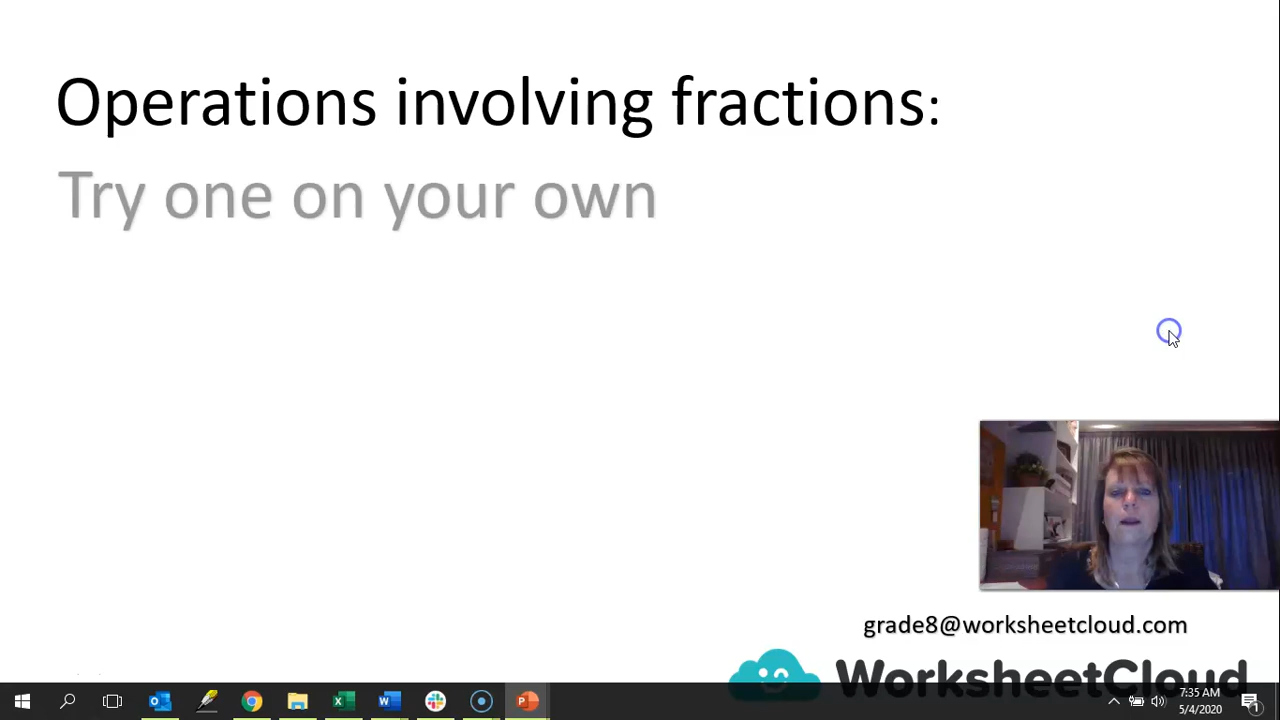 Operations involving fractions:
Try one on your own
grade8@worksheetcloud.com
WorksheetCloud
7:35 AM
5/4/2020